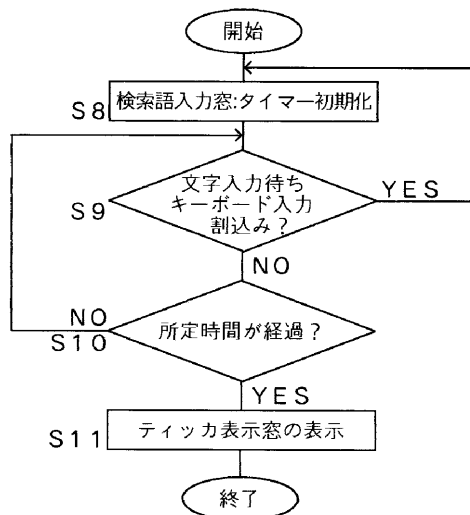 開始
検索語入力窓:タイマー初期化
S8
文字入力待ち
キーボード入力
割込み？
YES
S9
NO
NO
所定時間が経過？
S10
YES
ティッカ表示窓の表示
S11
終了